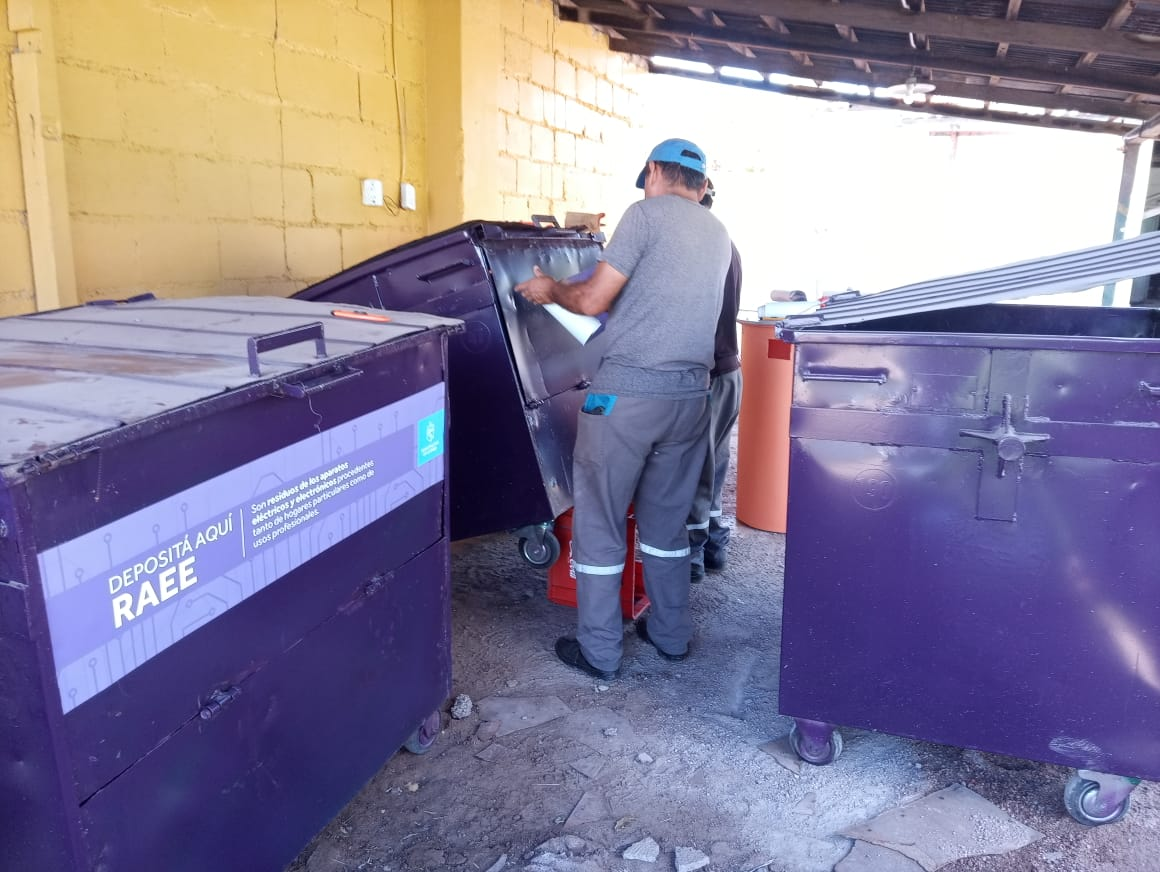 DEPOSITÁ AQUÍ
RAEE
Son residuos de los aparatos
eléctricos y electrónicos procedentes
tanto de hogares particulares como de
usos profesionales.